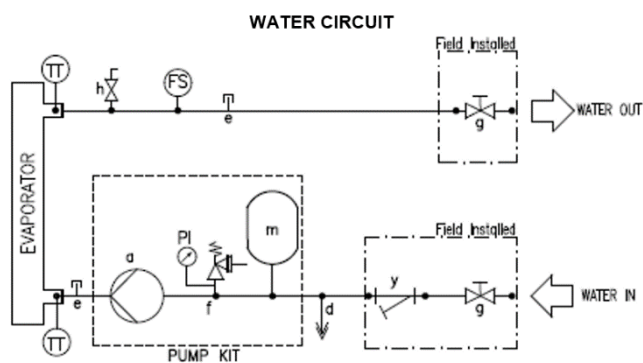 WATER CIRCUIT
Field Installed
TT
h
FS
e
g
WATER OUT
EVAPORATOR
Field Installed
a
PI
m
y
e
f
d
g
WATER IN
TT
PUMP KIT